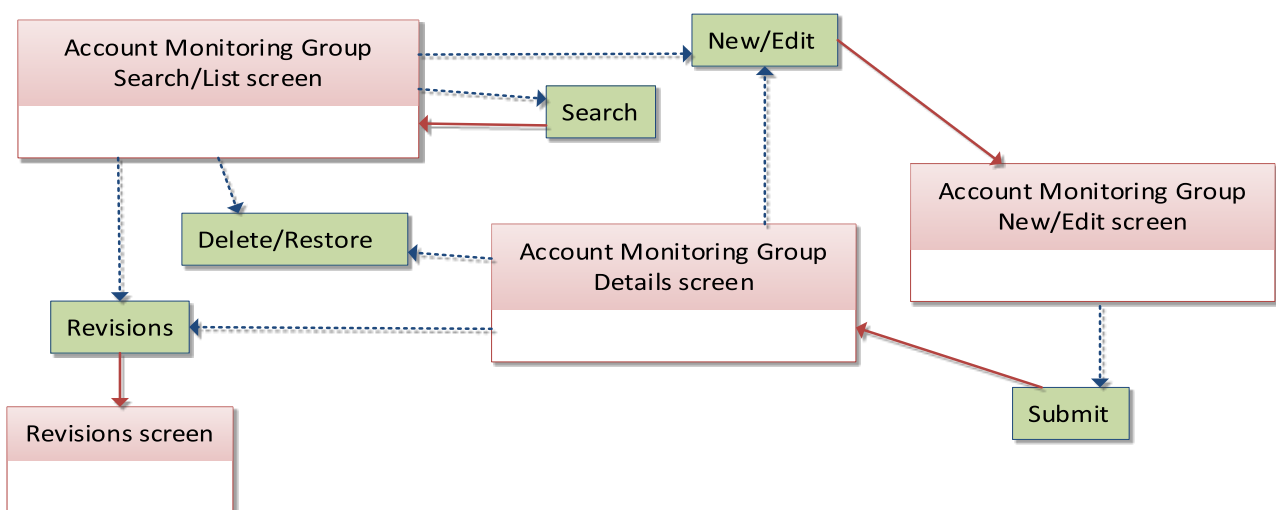 Account Monitoring Group
Search/List screen
New/Edit
Search
Account Monitoring Group
New/Edit screen
Delete/Restore
Account Monitoring Group
Details screen
Revisions
Submit
Revisions screen